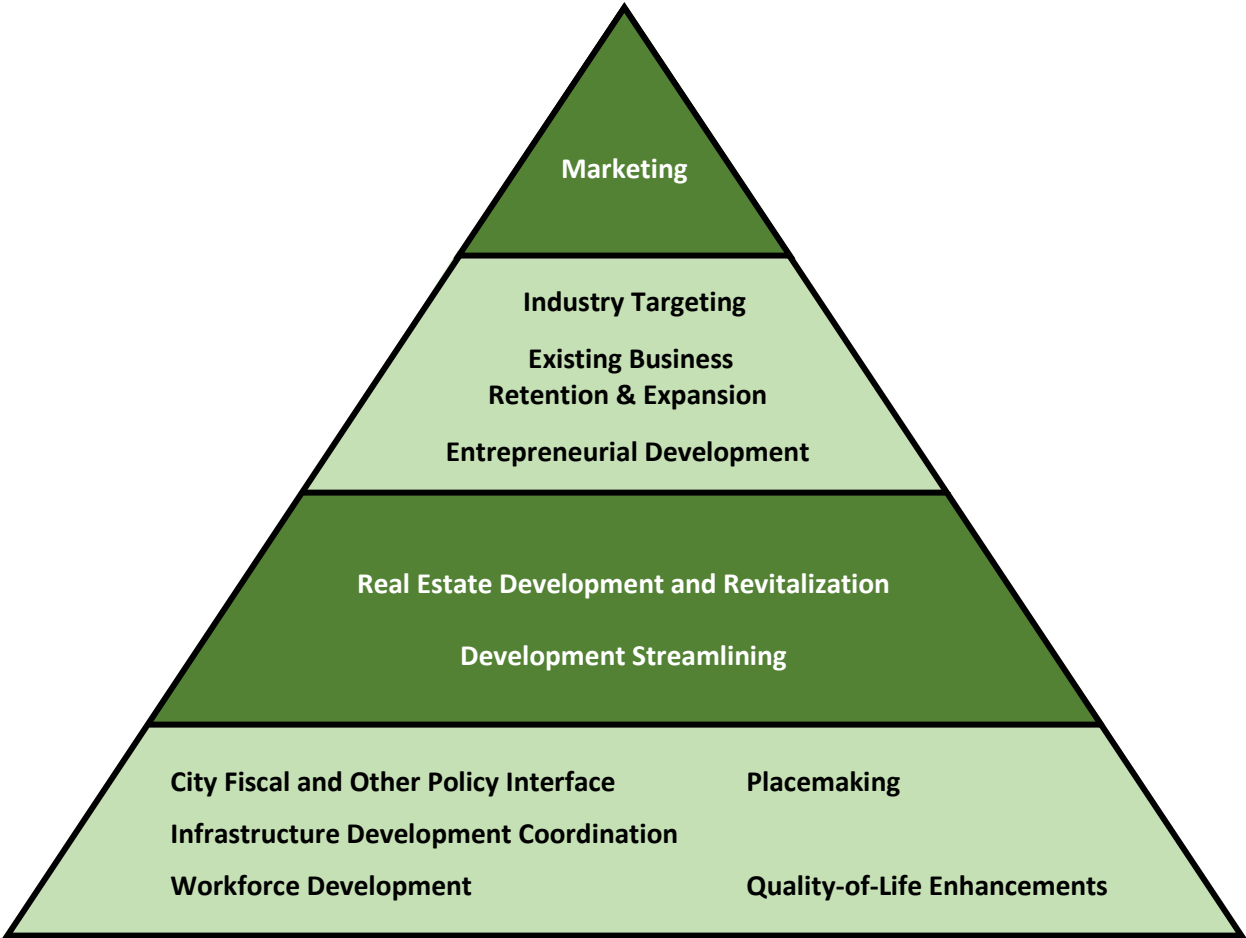 Marketing
Industry Targeting
Existing Business
Retention & Expansion
Entrepreneurial Development
Real Estate Development and Revitalization
Development Streamlining
City Fiscal and Other Policy Interface
Placemaking
Infrastructure Development Coordination
Workforce Development
Quality-of-Life Enhancements